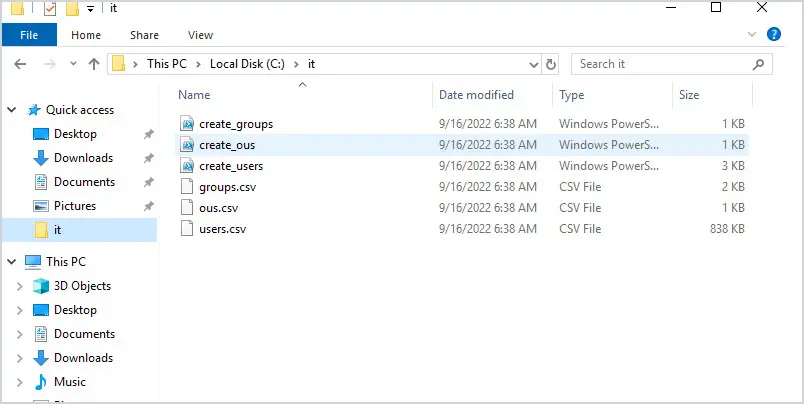 it
File Home Share View
This PC Local Disk (C:) it Search it
Name Date modified Type Size
Quick access
Desktop
Downloads
Documents
Pictures
it
This PC
3D Objects
Desktop
Documents
Downloads
Music
create_groups 9/16/2022 6:38 AM Windows PowerS... 1 KB
create_ous 9/16/2022 6:38 AM Windows PowerS... 1 KB
create_users 9/16/2022 6:38 AM Windows PowerS... 3 KB
groups.csv 9/16/2022 6:38 AM CSV File 2 KB
ous.csv 9/16/2022 6:38 AM CSV File 1 KB
users.csv 9/16/2022 6:38 AM CSV File 838 KB